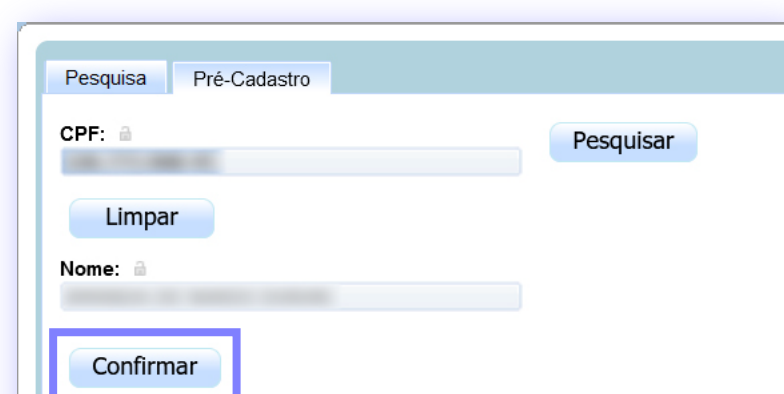 Pesquisa Pré-Cadastro
CPF:
Pesquisar
Limpar
Nome:
Confirmar